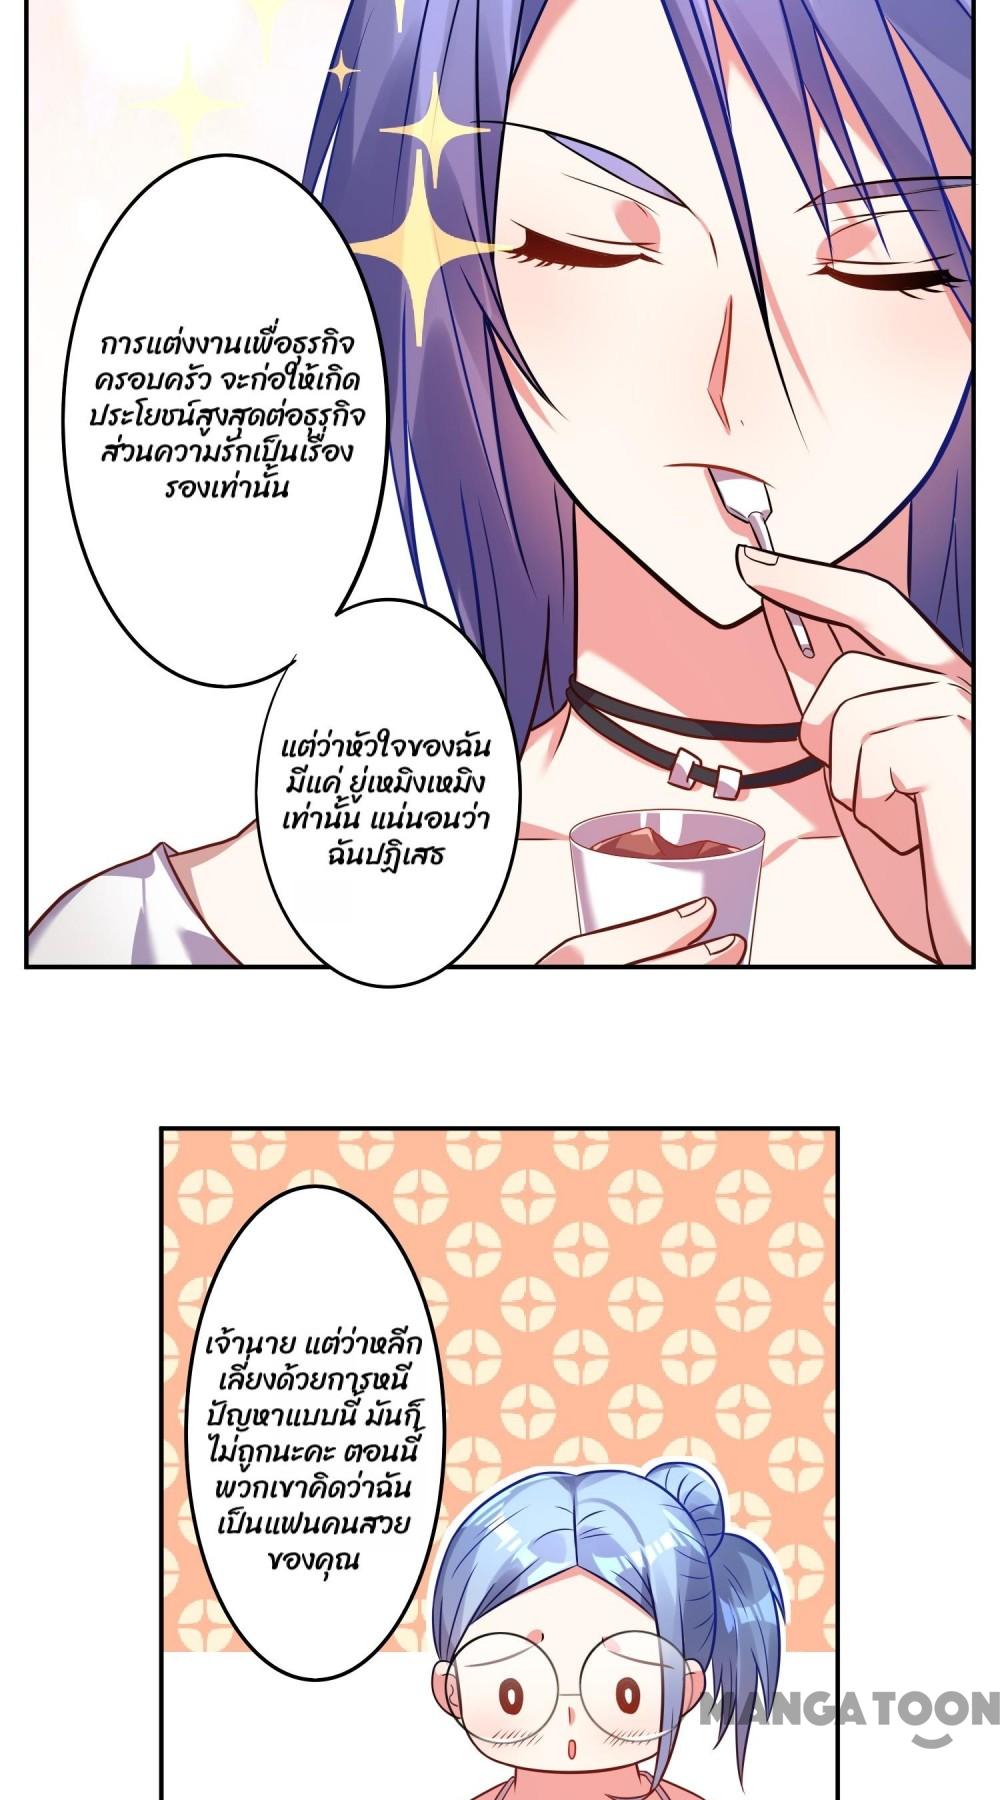 การแต่งงานเพื่อธุรกิจ
ครอบครัว จะก่อให้เกิด
ประโยชน์สูงสุดต่อธุรกิจ
ส่วนความรักเป็นเรื่อง
รองเท่านั้น
แต่ว่าหัวใจของฉัน
มีแค่ ยู่เหมิงเหมิง
เท่านั้น แน่นอนว่า
ฉันปฏิเสธ
เจ้านาย แต่ว่าหลีก
เลี่ยงด้วยการหนี
ปัญหาแบบนี้ มันก็
ไม่ถูกนะคะ ตอนนี้
พวกเขาคิดว่าฉัน
เป็นแฟนคนสวย
ของคุณ
MANGATOON